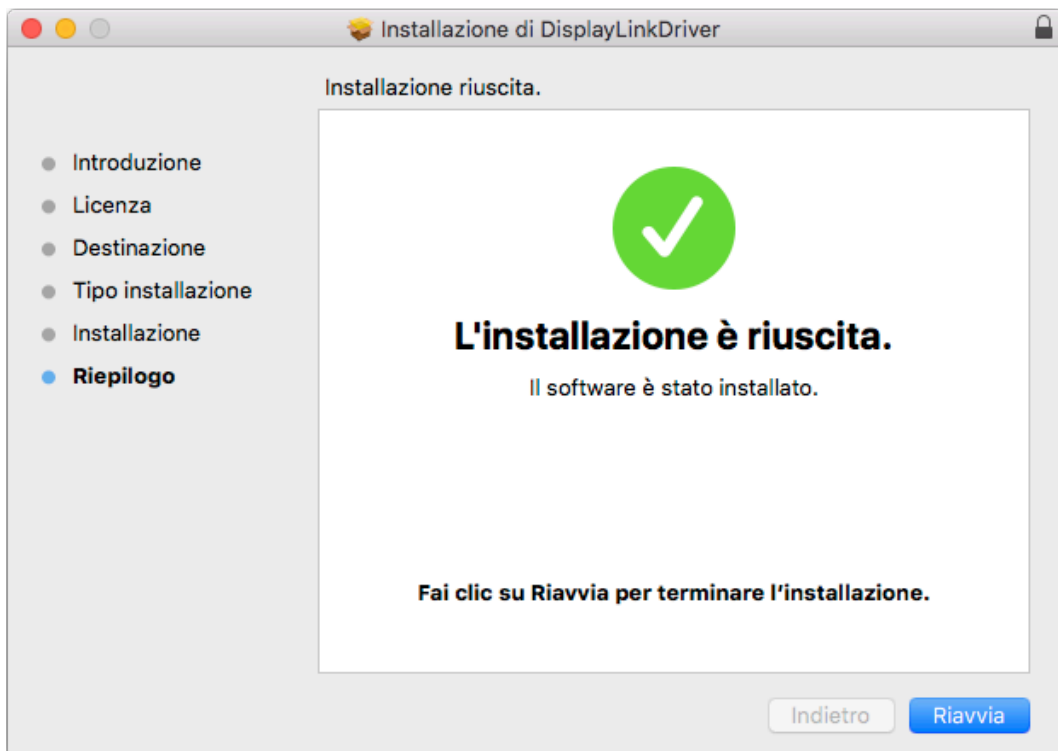 Installazione di DisplayLinkDriver
Installazione riuscita.
Introduzione
Licenza
Destinazione
Tipo installazione
Installazione
Riepilogo
L'installazione è riuscita.
Il software è stato installato.
Fai clic su Riavvia per terminare l’installazione.
Indietro
Riavvia